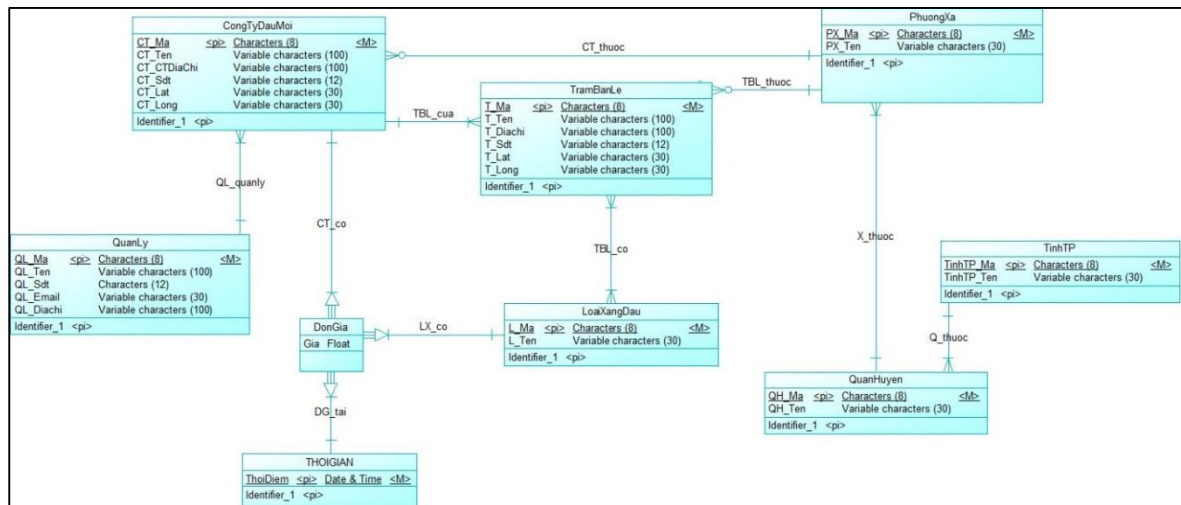 CongTyDauMoi
CT_Ma <pi> Characters (8) <M>
CT_Ten Variable characters (100)
CT_CTDiaChi Variable characters (100)
CT_Sdt Variable characters (12)
CT_Lat Variable characters (30)
CT_Long Variable characters (30)
Identifier_1 <pi>
CT_thuoc
PhuongXa
PX_Ma <pi> Characters (8) <M>
PX_Ten Variable characters (30)
Identifier_1 <pi>
TBL_thuoc
TBL_cua
TramBanLe
T_Ma <pi> Characters (8) <M>
T_Ten Variable characters (100)
T_Diachi Variable characters (100)
T_Sdt Variable characters (12)
T_Lat Variable characters (30)
T_Long Variable characters (30)
Identifier_1 <pi>
QL_quanly
CT_co
TBL_co
X_thuoc
QuanLy
QL_Ma <pi> Characters (8) <M>
QL_Ten Variable characters (100)
QL_Sdt Characters (12)
QL_Email Variable characters (30)
QL_Diachi Variable characters (100)
Identifier_1 <pi>
TinhTP
TinhTP_Ma <pi> Characters (8) <M>
TinhTP_Ten Variable characters (30)
Identifier_1 <pi>
DonGia
Gia Float
LX_co
LoaiXangDau
L_Ma <pi> Characters (8) <M>
L_Ten Variable characters (30)
Identifier_1 <pi>
Q_thuoc
QuanHuyen
QH_Ma <pi> Characters (8) <M>
QH_Ten Variable characters (30)
Identifier_1 <pi>
DG_tai
THOIGIAN
ThoiDiem <pi> Date & Time <M>
Identifier_1 <pi>